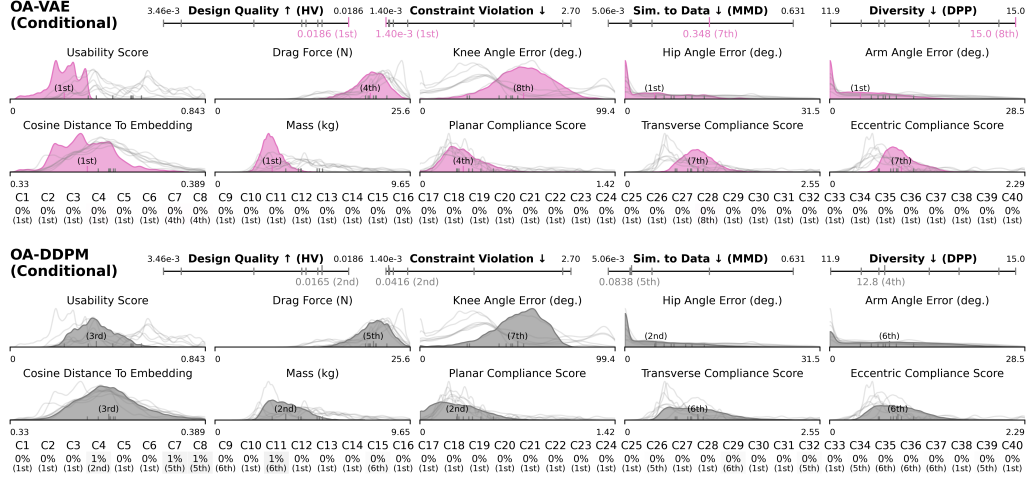 OA-VAE
(Conditional)
3.46e-3 Design Quality ↑ (HV) 0.0186
0.0186 (1st)
1.40e-3 Constraint Violation ↓ 2.70
1.40e-3 (1st)
5.06e-3 Sim. to Data ↓ (MMD) 0.631
0.348 (7th)
11.9 Diversity ↓ (DPP) 15.0
15.0 (8th)
Usability Score Drag Force (N) Knee Angle Error (deg.) Hip Angle Error (deg.) Arm Angle Error (deg.)
(1st) (4th) (8th) (1st) (1st)
0 0.843 0 25.6 0 99.4 0 31.5 0 28.5
Cosine Distance To Embedding Mass (kg) Planar Compliance Score Transverse Compliance Score Eccentric Compliance Score
(1st) (1st) (4th) (7th) (7th)
0.33 0.389 0 9.65 0 1.42 0 2.55 0 2.29
C1 C2 C3 C4 C5 C6 C7 C8 C9 C10 C11 C12 C13 C14 C15 C16 C17 C18 C19 C20 C21 C22 C23 C24 C25 C26 C27 C28 C29 C30 C31 C32 C33 C34 C35 C36 C37 C38 C39 C40
0% 0% 0% 0% 0% 0% 0% 0% 0% 0% 0% 0% 0% 0% 0% 0% 0% 0% 0% 0% 0% 0% 0% 0% 0% 0% 0% 0% 0% 0% 0% 0% 0% 0% 0% 0% 0% 0% 0% 0%
(1st) (1st) (1st) (1st) (1st) (1st) (4th) (4th) (1st) (1st) (1st) (1st) (1st) (1st) (1st) (1st) (1st) (1st) (1st) (1st) (1st) (1st) (1st) (1st) (1st) (1st) (1st) (8th) (1st) (1st) (1st) (1st) (1st) (1st) (1st) (1st) (1st) (1st) (1st) (1st)
OA-DDPM
(Conditional)
3.46e-3 Design Quality ↑ (HV) 0.0186
0.0165 (2nd)
1.40e-3 Constraint Violation ↓ 2.70
0.0416 (2nd)
5.06e-3 Sim. to Data ↓ (MMD) 0.631
0.0838 (5th)
11.9 Diversity ↓ (DPP) 15.0
12.8 (4th)
Usability Score Drag Force (N) Knee Angle Error (deg.) Hip Angle Error (deg.) Arm Angle Error (deg.)
(3rd) (5th) (7th) (2nd) (6th)
0 0.843 0 25.6 0 99.4 0 31.5 0 28.5
Cosine Distance To Embedding Mass (kg) Planar Compliance Score Transverse Compliance Score Eccentric Compliance Score
(3rd) (2nd) (2nd) (6th) (6th)
0.33 0.389 0 9.65 0 1.42 0 2.55 0 2.29
C1 C2 C3 C4 C5 C6 C7 C8 C9 C10 C11 C12 C13 C14 C15 C16 C17 C18 C19 C20 C21 C22 C23 C24 C25 C26 C27 C28 C29 C30 C31 C32 C33 C34 C35 C36 C37 C38 C39 C40
0% 0% 0% 1% 0% 0% 1% 1% 0% 0% 1% 0% 0% 0% 0% 0% 0% 0% 0% 0% 0% 0% 0% 0% 0% 0% 0% 0% 0% 0% 0% 0% 0% 0% 0% 0% 0% 0% 0% 0%
(1st) (1st) (1st) (2nd) (1st) (1st) (5th) (5th) (6th) (1st) (6th) (1st) (1st) (1st) (6th) (1st) (1st) (1st) (1st) (1st) (1st) (1st) (1st) (1st) (1st) (5th) (1st) (6th) (1st) (1st) (1st) (5th) (1st) (5th) (6th) (6th) (6th) (1st) (5th) (1st)